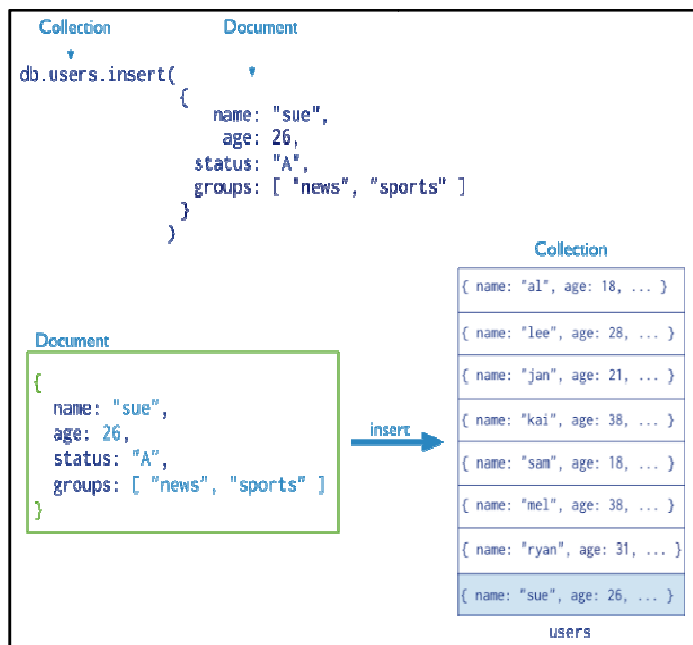 Collection
Document
db.users.insert(
{
name: "sue",
age: 26,
status: "A",
groups: [ "news", "sports" ]
}
)
Collection
{ name: "al", age: 18, ... }
{ name: "lee", age: 28, ... }
{ name: "jan", age: 21, ... }
{ name: "kai", age: 38, ... }
{ name: "sam", age: 18, ... }
{ name: "mel", age: 38, ... }
{ name: "ryan", age: 31, ... }
{ name: "sue", age: 26, ... }
users
Document
{
name: "sue",
age: 26,
status: "A",
groups: [ "news", "sports" ]
}
insert